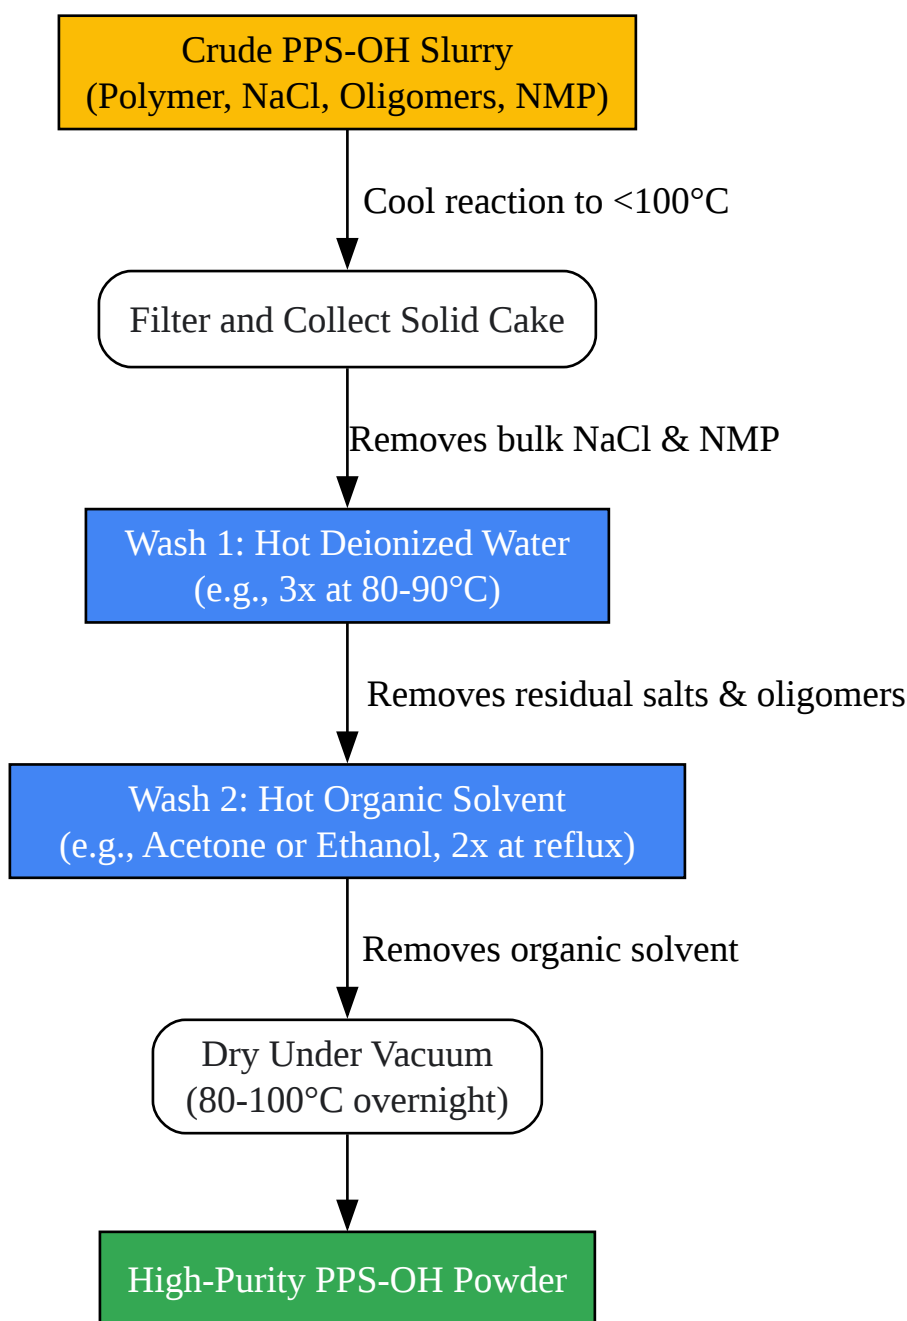 Crude PPS-OH Slurry
(Polymer, NaCl, Oligomers, NMP)
Cool reaction to <100°C
Filter and Collect Solid Cake
Removes bulk NaCl & NMP
Wash 1: Hot Deionized Water
(e.g., 3x at 80-90°C)
Removes residual salts & oligomers
Wash 2: Hot Organic Solvent
(e.g., Acetone or Ethanol, 2x at reflux)
Removes organic solvent
Dry Under Vacuum
(80-100°C overnight)
High-Purity PPS-OH Powder